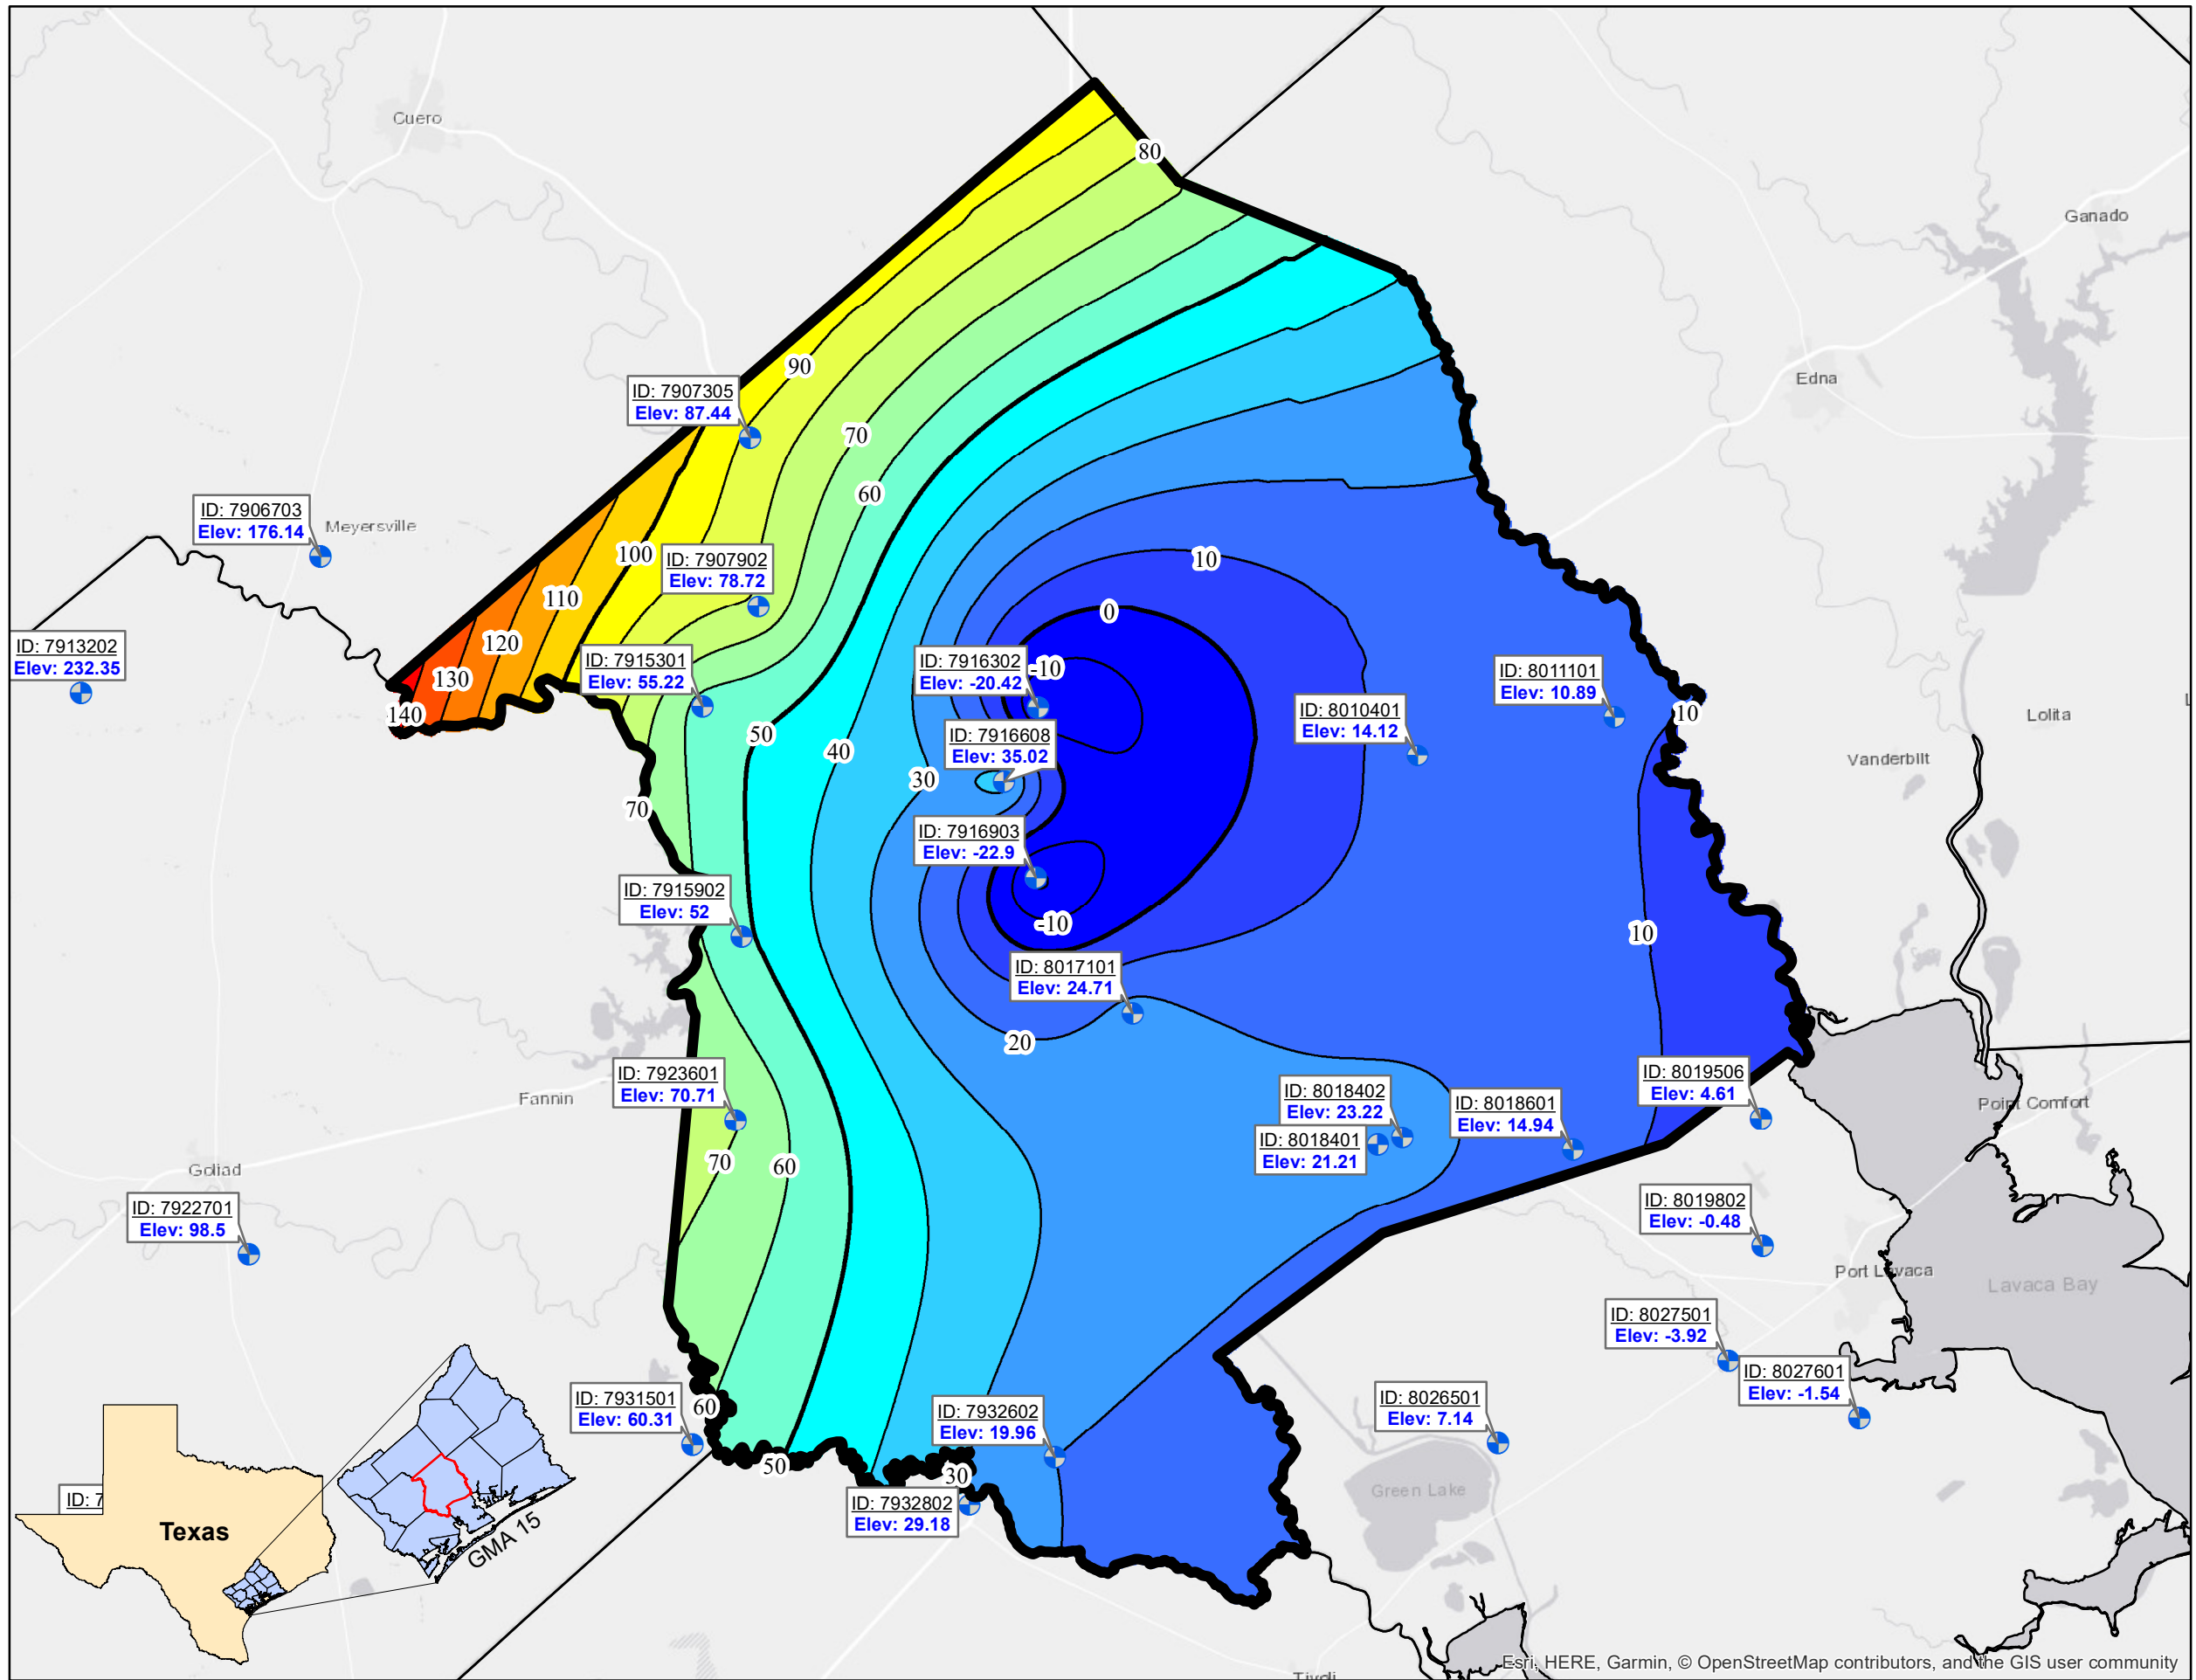 Cuero
80
Ganado
90
Edna
ID: 7907305
Elev: 87.44
70
60
ID: 7906703
Elev: 176.14
Meyersville
100
ID: 7907902
Elev: 78.72
10
110
0
120
ID: 7913202
Elev: 232.35
130
ID: 7915301
Elev: 55.22
ID: 7916302
Elev: -20.42
-10
ID: 8011101
Elev: 10.89
140
10
Lolita
50
40
ID: 7916608
Elev: 35.02
ID: 8010401
Elev: 14.12
Vanderbilt
30
70
ID: 7916903
Elev: -22.9
ID: 7915902
Elev: 52
-10
10
ID: 8017101
Elev: 24.71
20
ID: 7923601
Elev: 70.71
Fannin
ID: 8018402
Elev: 23.22
ID: 8018401
Elev: 21.21
ID: 8018601
Elev: 14.94
ID: 8019506
Elev: 4.61
Point Comfort
70
60
Goliad
ID: 7922701
Elev: 98.5
ID: 8019802
Elev: -0.48
Port Lavaca
Lavaca Bay
ID: 8027501
Elev: -3.92
ID: 8027601
Elev: -1.54
ID: 7931501
Elev: 60.31
60
ID: 7932602
Elev: 19.96
ID: 8026501
Elev: 7.14
50
30
ID: 7932802
Elev: 29.18
Green Lake
ID: 7
Texas
GMA 15
Tivoli
Esri, HERE, Garmin, © OpenStreetMap contributors, and the GIS user community